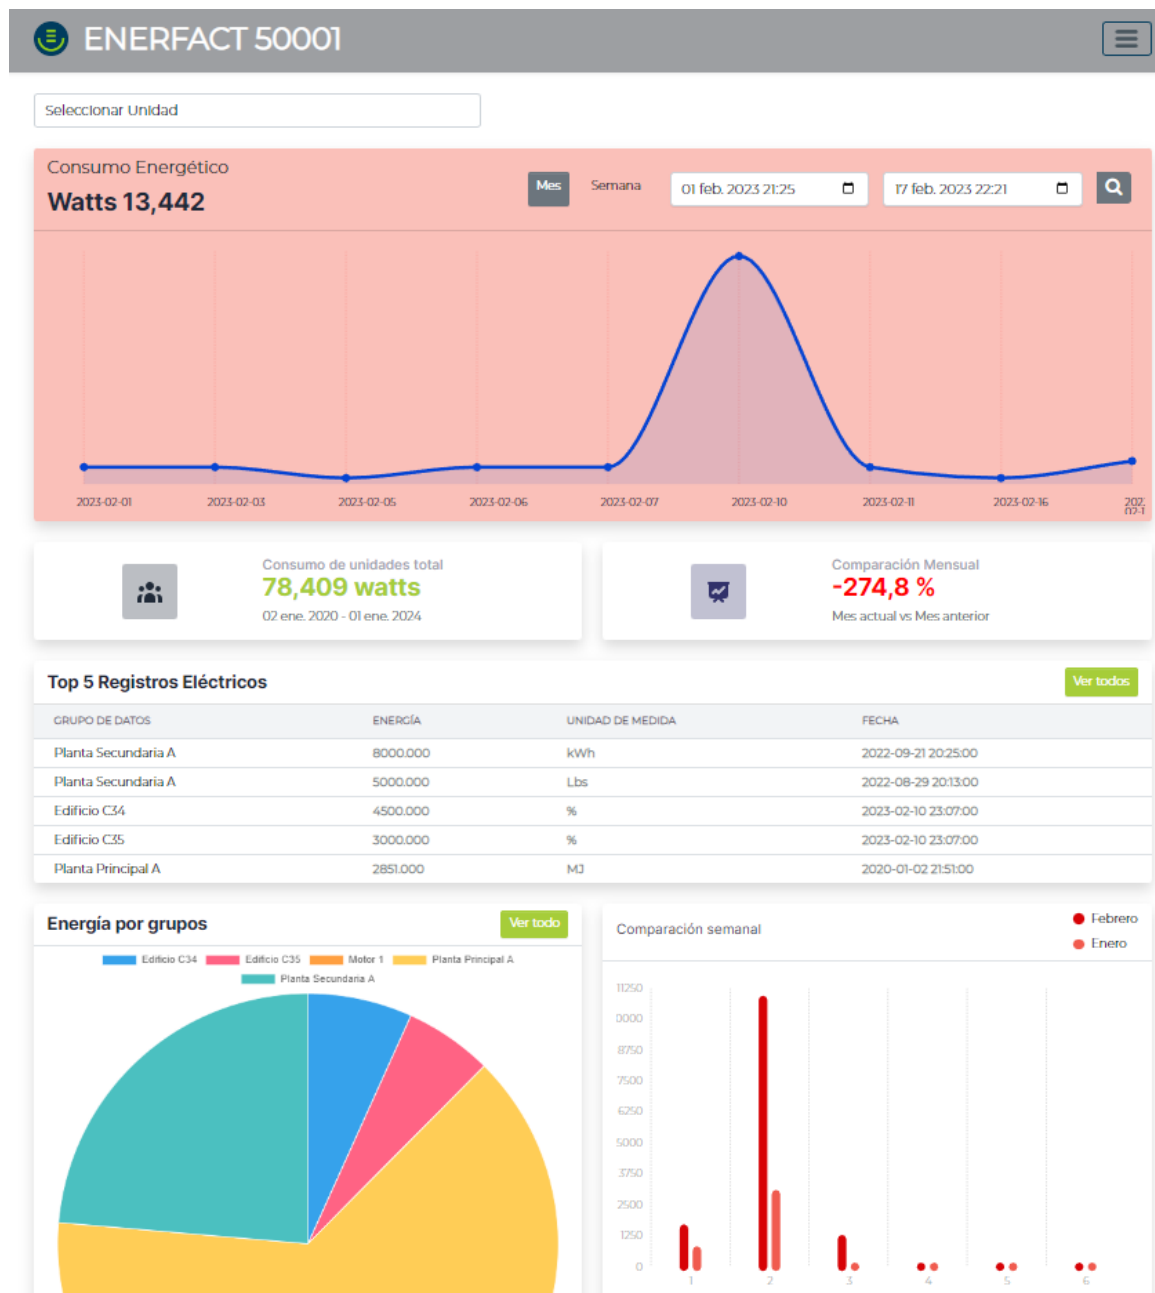 ENERFACT 50001
Seleccionar Unidad
Consumo Energético
Watts 13,442
Mes Semana 01 feb. 2023 21:25 17 feb. 2023 22:21
2023-02-01 2023-02-03 2023-02-05 2023-02-06 2023-02-07 2023-02-10 2023-02-11 2023-02-16
Consumo de unidades total
78,409 watts
02 ene. 2020 - 01 ene. 2024
Comparación Mensual
-274,8 %
Mes actual vs Mes anterior
Top 5 Registros Eléctricos Ver todos
GRUPO DE DATOS ENERGÍA UNIDAD DE MEDIDA FECHA
Planta Secundaria A 8000.000 kWh 2022-09-21 20:25:00
Planta Secundaria A 5000.000 Lbs 2022-08-29 20:13:00
Edificio C34 4500.000 % 2023-02-10 23:07:00
Edificio C35 3000.000 % 2023-02-10 23:07:00
Planta Principal A 2851.000 MJ 2020-01-02 21:51:00
Energía por grupos Ver todo
Edificio C34 Edificio C35 Motor 1 Planta Principal A
Planta Secundaria A
Comparación semanal
Febrero
Enero
11250
0000
8750
7500
6250
5000
3750
2500
1250
0
1 2 3 4 5 6